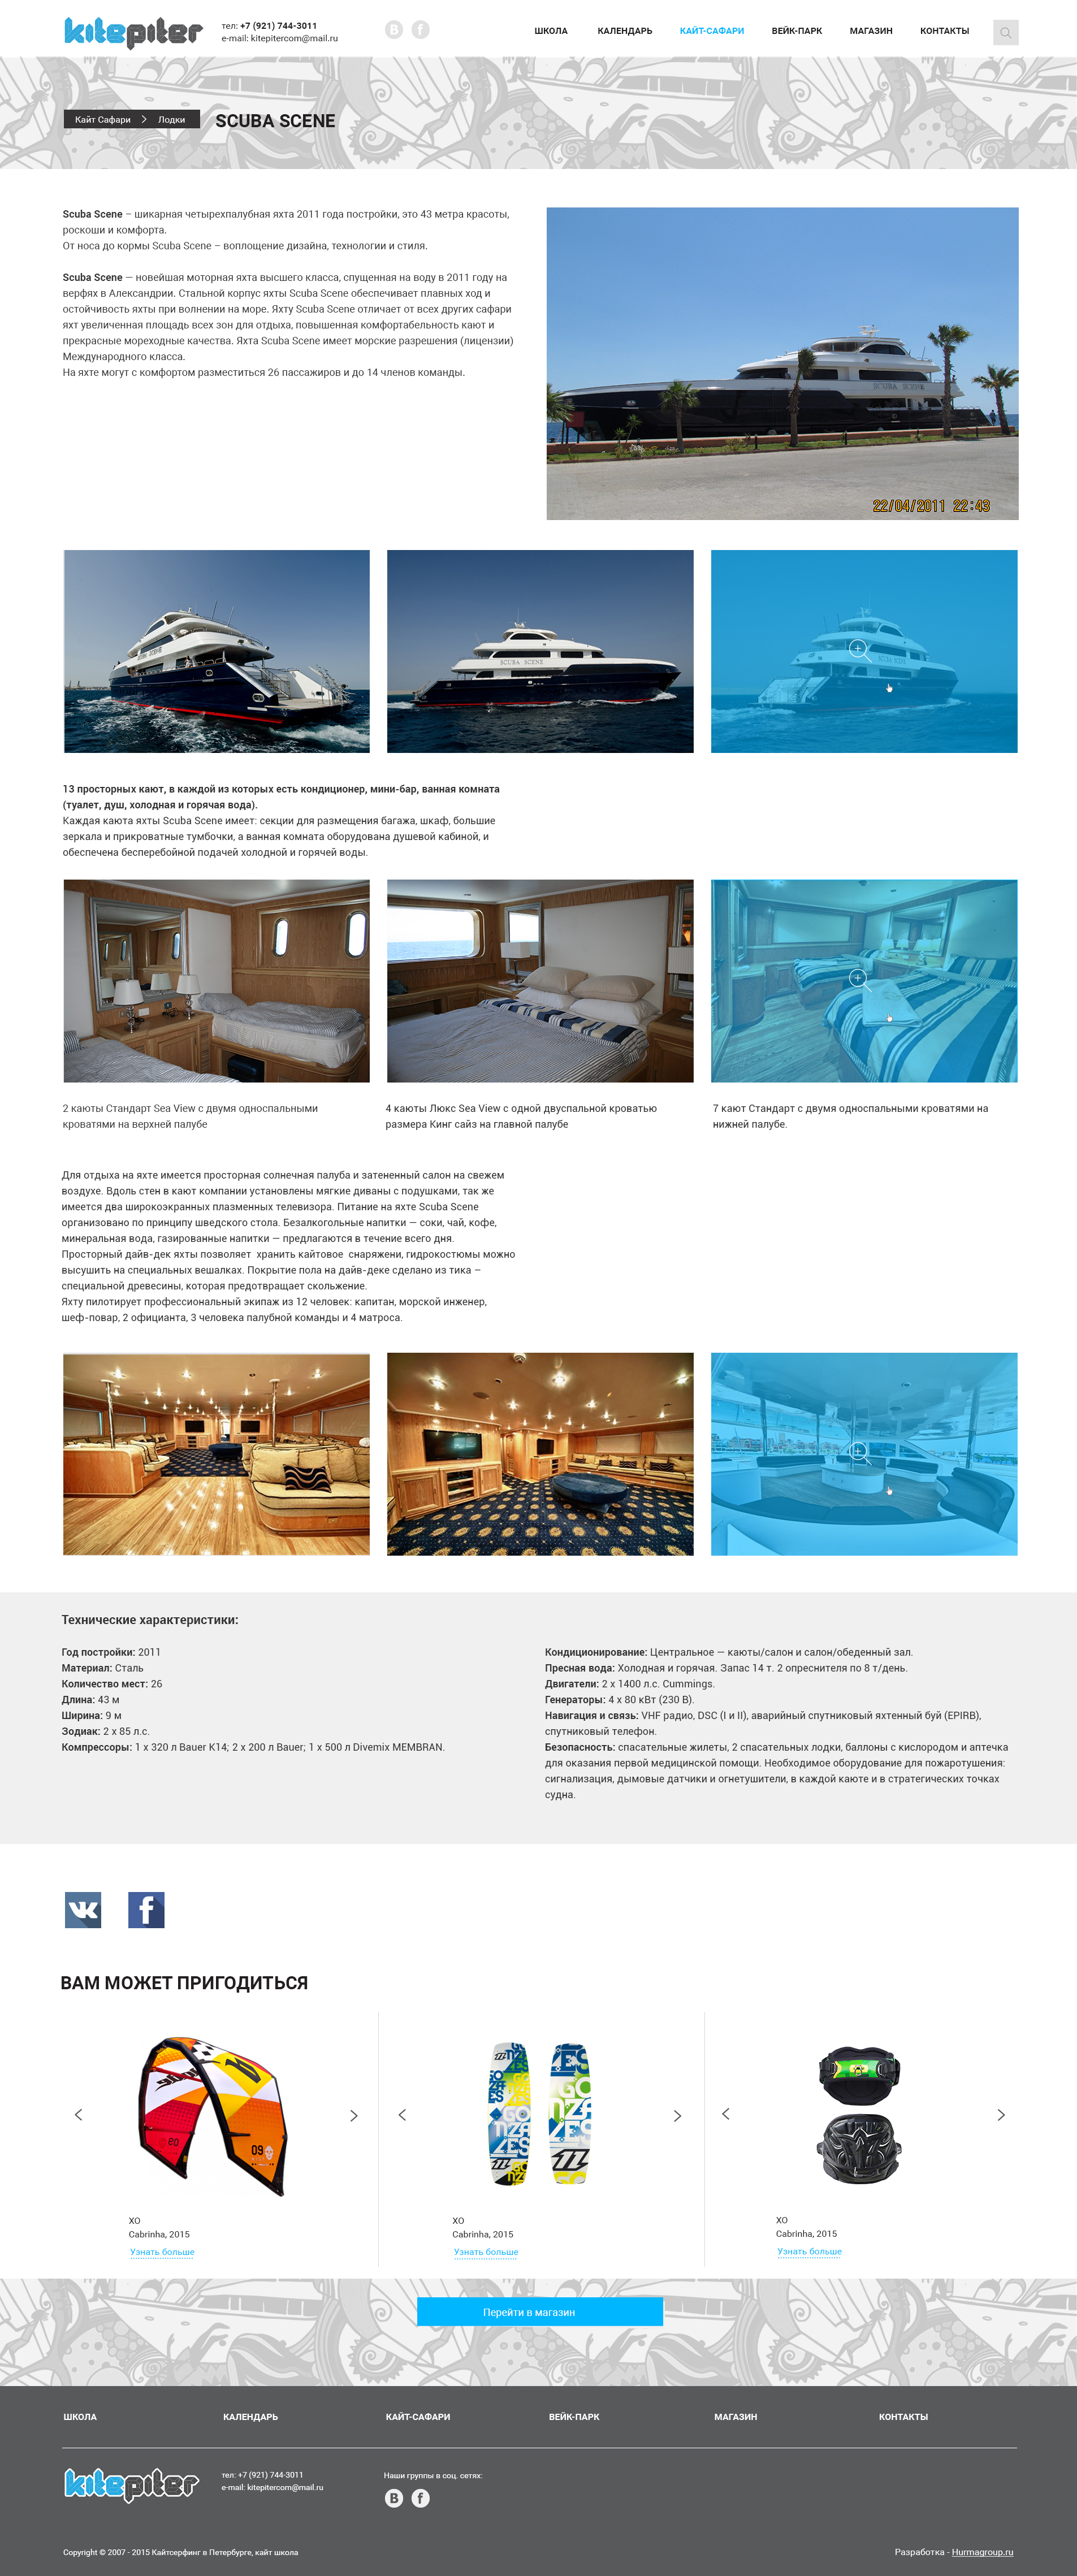 kitepiter
тел: +7 (921) 744-3011
e-mail: kitepitercom@mail.ru
B f
ШКОЛА КАЛЕНДАРЬ КАЙТ-САФАРИ ВЕЙК-ПАРК МАГАЗИН КОНТАКТЫ
Кайт Сафари > Лодки
SCUBA SCENE
Scuba Scene – шикарная четырехпалубная яхта 2011 года постройки, это 43 метра красоты,
роскоши и комфорта.
От носа до кормы Scuba Scene – воплощение дизайна, технологии и стиля.
Scuba Scene — новейшая моторная яхта высшего класса, спущенная на воду в 2011 году на
верфях в Александрии. Стальной корпус яхты Scuba Scene обеспечивает плавных ход и
остойчивость яхты при волнении на море. Яхту Scuba Scene отличает от всех других сафари
яхт увеличенная площадь всех зон для отдыха, повышенная комфортабельность кают и
прекрасные мореходные качества. Яхта Scuba Scene имеет морские разрешения (лицензии)
Международного класса.
На яхте могут с комфортом разместиться 26 пассажиров и до 14 членов команды.
SCUBA SCENE
22/04/2011 22:43
SCUBA SCENE
SCUBA SCENE
SCUBA SCENE
13 просторных кают, в каждой из которых есть кондиционер, мини-бар, ванная комната
(туалет, душ, холодная и горячая вода).
Каждая каюта яхты Scuba Scene имеет: секции для размещения багажа, шкаф, большие
зеркала и прикроватные тумбочки, а ванная комната оборудована душевой кабиной, и
обеспечена бесперебойной подачей холодной и горячей воды.
2 каюты Стандарт Sea View с двумя односпальными
кроватями на верхней палубе
4 каюты Люкс Sea View с одной двуспальной кроватью
размера Кинг сайз на главной палубе
7 кают Стандарт с двумя односпальными кроватями на
нижней палубе.
Для отдыха на яхте имеется просторная солнечная палуба и затененный салон на свежем
воздухе. Вдоль стен в кают компании установлены мягкие диваны с подушками, так же
имеется два широкоэкранных плазменных телевизора. Питание на яхте Scuba Scene
организовано по принципу шведского стола. Безалкогольные напитки — соки, чай, кофе,
минеральная вода, газированные напитки — предлагаются в течение всего дня.
Просторный дайв-дек яхты позволяет хранить кайтовое снаряжени, гидрокостюмы можно
высушить на специальных вешалках. Покрытие пола на дайв-деке сделано из тика –
специальной древесины, которая предотвращает скольжение.
Яхту пилотирует профессиональный экипаж из 12 человек: капитан, морской инженер,
шеф-повар, 2 официанта, 3 человека палубной команды и 4 матроса.
Технические характеристики:
Год постройки: 2011
Материал: Сталь
Количество мест: 26
Длина: 43 м
Ширина: 9 м
Зодиак: 2 x 85 л.с.
Компрессоры: 1 x 320 л Bauer K14; 2 x 200 л Bauer; 1 x 500 л Divemix MEMBRAN.
Кондиционирование: Центральное — каюты/салон и салон/обеденный зал.
Пресная вода: Холодная и горячая. Запас 14 т. 2 опреснителя по 8 т/день.
Двигатели: 2 x 1400 л.с. Cummings.
Генераторы: 4 x 80 кВт (230 В).
Навигация и связь: VHF радио, DSC (I и II), аварийный спутниковый яхтенный буй (EPIRB),
спутниковый телефон.
Безопасность: спасательные жилеты, 2 спасательных лодки, баллоны с кислородом и аптечка
для оказания первой медицинской помощи. Необходимое оборудование для пожаротушения:
сигнализация, дымовые датчики и огнетушители, в каждой каюте и в стратегических точках
судна.
ВАМ МОЖЕТ ПРИГОДИТЬСЯ
09
GONZALES
GONZALES
XO
Cabrinha, 2015
Узнать больше
XO
Cabrinha, 2015
Узнать больше
XO
Cabrinha, 2015
Узнать больше
Перейти в магазин
ШКОЛА КАЛЕНДАРЬ КАЙТ-САФАРИ ВЕЙК-ПАРК МАГАЗИН КОНТАКТЫ
kitepiter
тел: +7 (921) 744-3011
e-mail: kitepitercom@mail.ru
Наши группы в соц. сетях:
B f
Copyright © 2007 - 2015 Кайтсерфинг в Петербурге, кайт школа
Разработка - Hurmagroup.ru